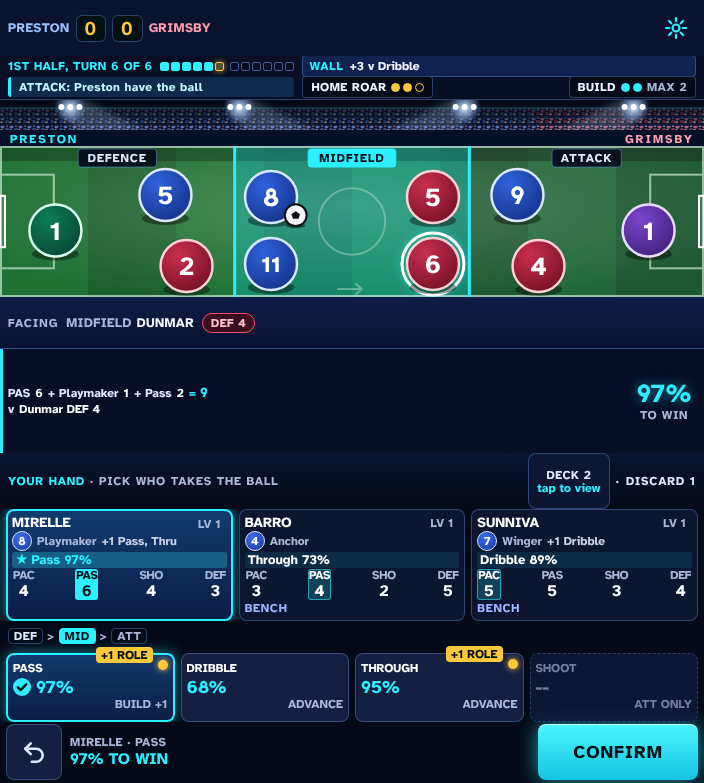 PRESTON 0 0 GRIMSBY
1ST HALF, TURN 6 OF 6
WALL +3 v Dribble
ATTACK: Preston have the ball
HOME ROAR
BUILD MAX 2
PRESTON GRIMSBY
DEFENCE MIDFIELD ATTACK
5 8 5 9
1 1
2 11 6 4
FACING MIDFIELD DUNMAR DEF 4
PAS 6 + Playmaker 1 + Pass 2 = 9
v Dunmar DEF 4
97%
TO WIN
YOUR HAND · PICK WHO TAKES THE BALL
DECK 2
tap to view
· DISCARD 1
MIRELLE LV 1
8 Playmaker +1 Pass, Thru
★ Pass 97%
PAC PAS SHO DEF
4 6 4 3
BARRO LV 1
4 Anchor
Through 73%
PAC PAS SHO DEF
3 4 2 5
BENCH
SUNNIVA LV 1
7 Winger +1 Dribble
Dribble 89%
PAC PAS SHO DEF
5 5 3 4
BENCH
DEF > MID > ATT
+1 ROLE
PASS
97%
BUILD +1
DRIBBLE
68%
ADVANCE
+1 ROLE
THROUGH
95%
ADVANCE
SHOOT
--
ATT ONLY
MIRELLE · PASS
97% TO WIN
CONFIRM